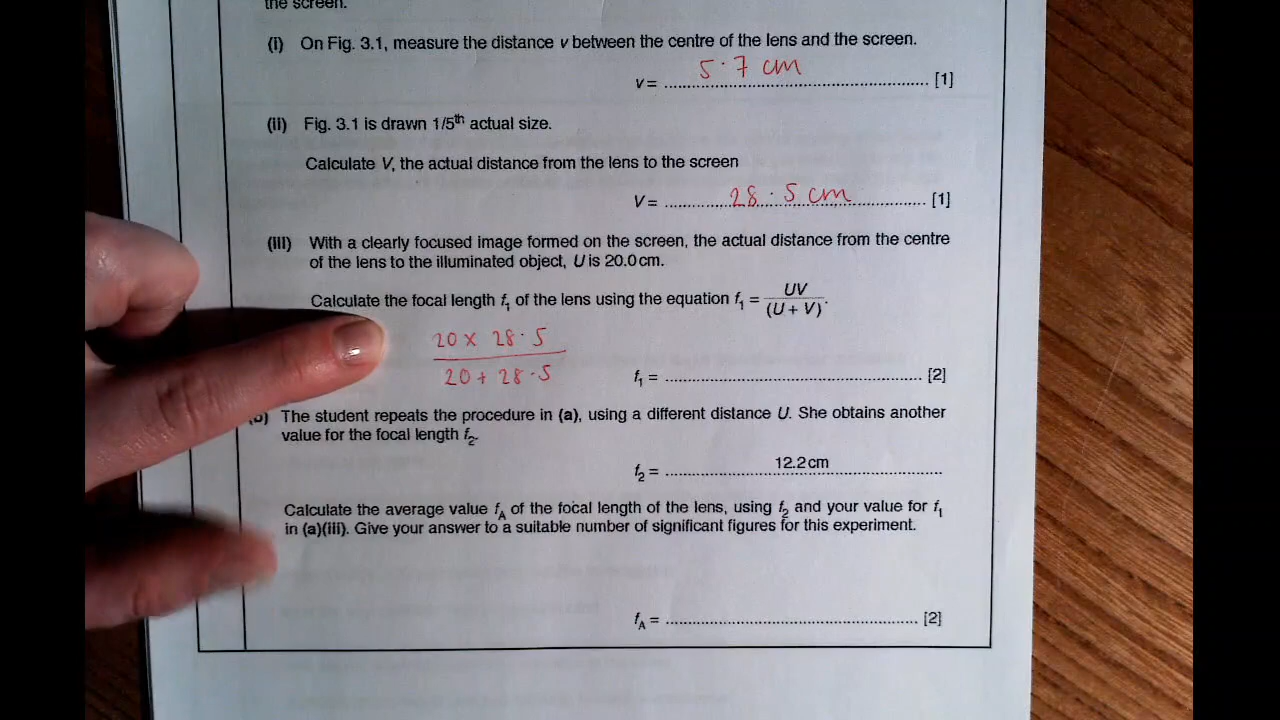 the screen.
(i) On Fig. 3.1, measure the distance v between the centre of the lens and the screen.
5.7 cm
v = ........................................................ [1]
(ii) Fig. 3.1 is drawn 1/5th actual size.
Calculate V, the actual distance from the lens to the screen
V = ............28.5 cm............ [1]
(iii) With a clearly focused image formed on the screen, the actual distance from the centre
of the lens to the illuminated object, U is 20.0 cm.
Calculate the focal length f1 of the lens using the equation f1 = UV / (U + V).
20 x 28.5
20 + 28.5
f1 = ........................................................ [2]
The student repeats the procedure in (a), using a different distance U. She obtains another
value for the focal length f2.
f2 = ............12.2 cm............
Calculate the average value fA of the focal length of the lens, using f2 and your value for f1
in (a)(iii). Give your answer to a suitable number of significant figures for this experiment.
fA = ........................................................ [2]